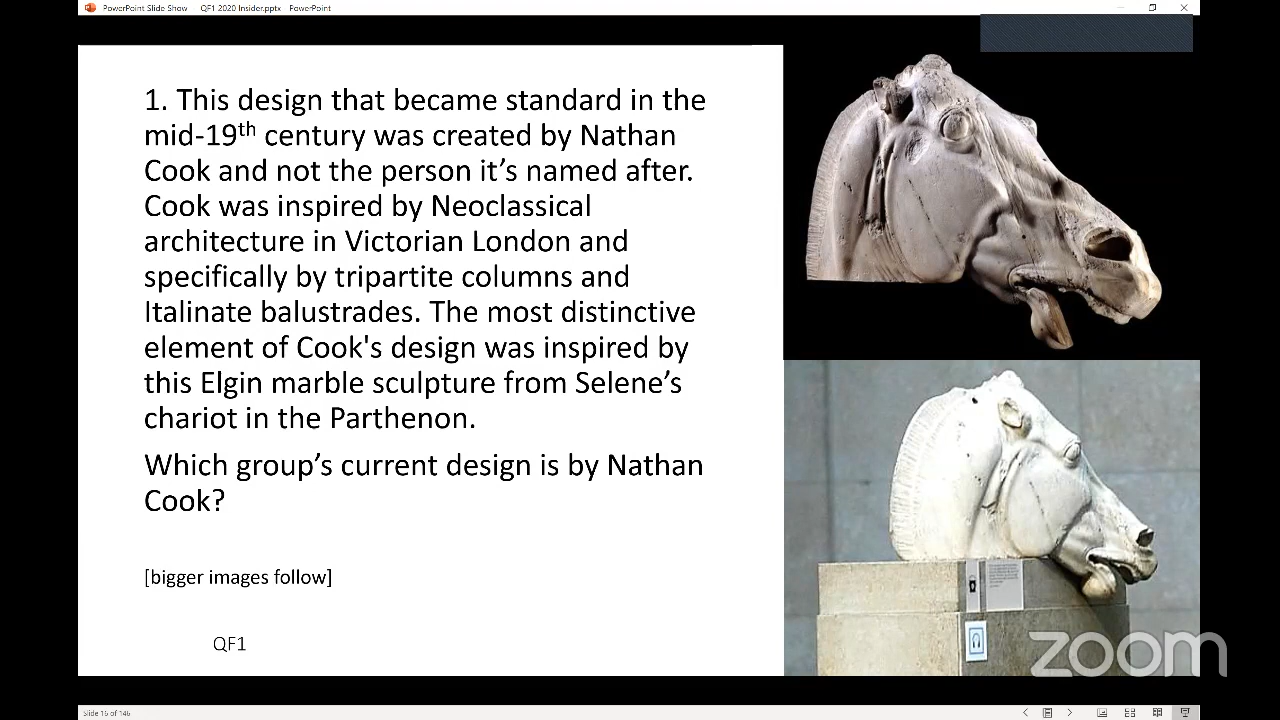 PowerPoint Slide Show QF1 2020 Insider.pptx PowerPoint
1. This design that became standard in the
mid-19th century was created by Nathan
Cook and not the person it’s named after.
Cook was inspired by Neoclassical
architecture in Victorian London and
specifically by tripartite columns and
Italinate balustrades. The most distinctive
element of Cook's design was inspired by
this Elgin marble sculpture from Selene’s
chariot in the Parthenon.
Which group’s current design is by Nathan
Cook?
[bigger images follow]
QF1
zoom
Slide 16 of 146